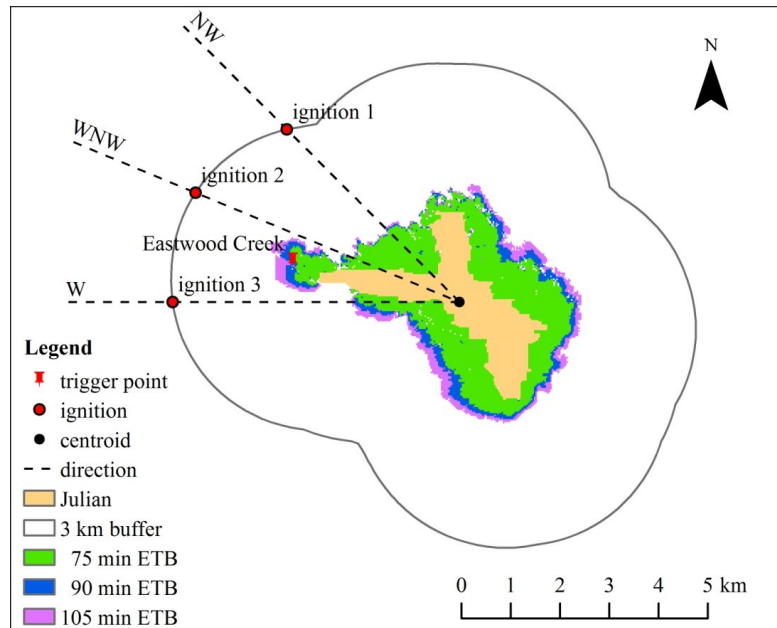 NW
N
ignition 1
WNW
ignition 2
Eastwood Creek
W
ignition 3
Legend
trigger point
ignition
centroid
direction
Julian
3 km buffer
75 min ETB
90 min ETB
105 min ETB
0 1 2 3 4 5 km